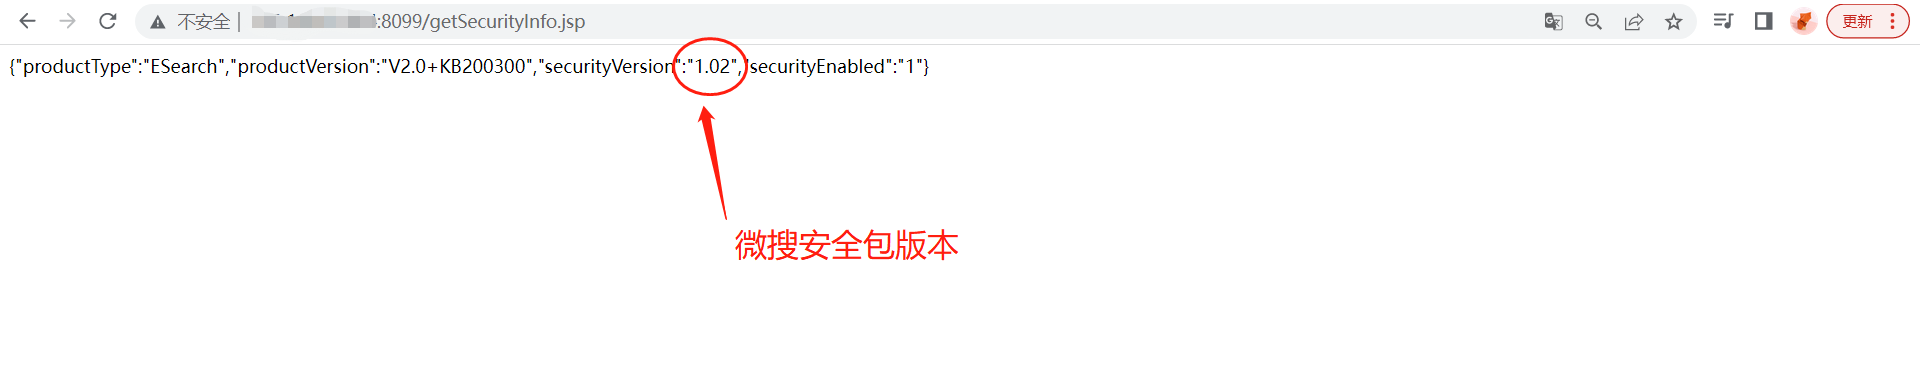 不安全 | :8099/getSecurityInfo.jsp
更新
{"productType":"ESearch","productVersion":"V2.0+KB200300","securityVersion":"1.02","securityEnabled":"1"}
微搜安全包版本